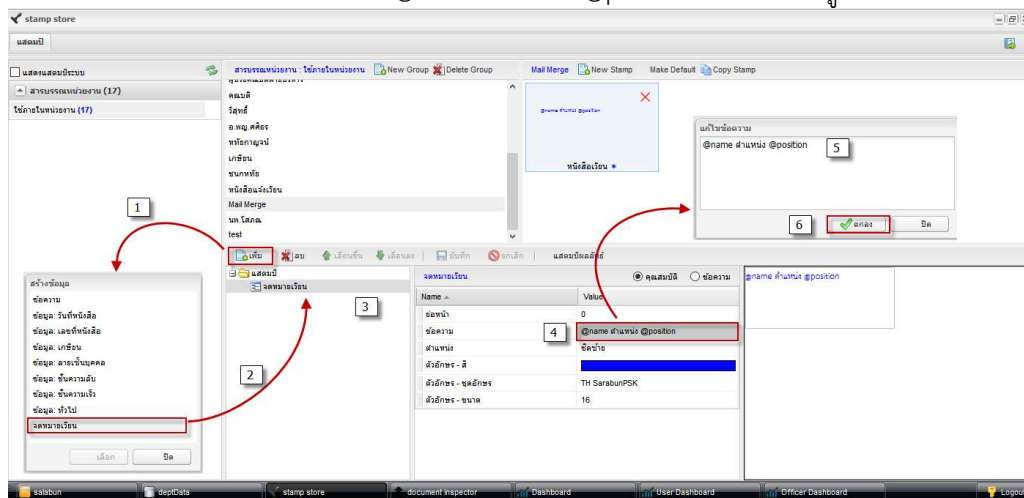 stamp store
แสตมป์
แสดงแสตมป์ระบบ
สารบรรณหน่วยงาน (17)
ใช้ภายในหน่วยงาน (17)
สารบรรณหน่วยงาน : ใช้ภายในหน่วยงาน New Group Delete Group
คณบดี
วิสุทธิ์
อ.พญ.ศศิธร
หทัยกาญจน์
เกษียน
ชนกหทัย
หนังสือแจ้งเวียน
Mail Merge
นพ.โสภณ
test
Mail Merge New Stamp Make Default Copy Stamp
@name ตำแหน่ง @position
หนังสือเวียน *
แก้ไขข้อความ
@name ตำแหน่ง @position
5
6
ตกลง ปิด
1
เพิ่ม ลบ เลื่อนขึ้น เลื่อนลง บันทึก ยกเลิก แสตมป์ผลลัพธ์
แสตมป์
จดหมายเวียน
3
2
สร้างข้อมูล
ข้อความ
ข้อมูล: วันที่หนังสือ
ข้อมูล: เลขที่หนังสือ
ข้อมูล: เกษียน
ข้อมูล: ลายเซ็นบุคคล
ข้อมูล: ชั้นความลับ
ข้อมูล: ชั้นความเร็ว
ข้อมูล: ทั่วไป
จดหมายเวียน
เลือก ปิด
จดหมายเวียน คุณสมบัติ ข้อความ
Name Value
ย่อหน้า 0
ข้อความ 4 @name ตำแหน่ง @position
ตำแหน่ง ชิดซ้าย
ตัวอักษร - สี
ตัวอักษร - ชุดอักษร TH SarabunPSK
ตัวอักษร - ขนาด 16
@name ตำแหน่ง @position
salabun deptData stamp store document inspector Dashboard User Dashboard Officer Dashboard Logout